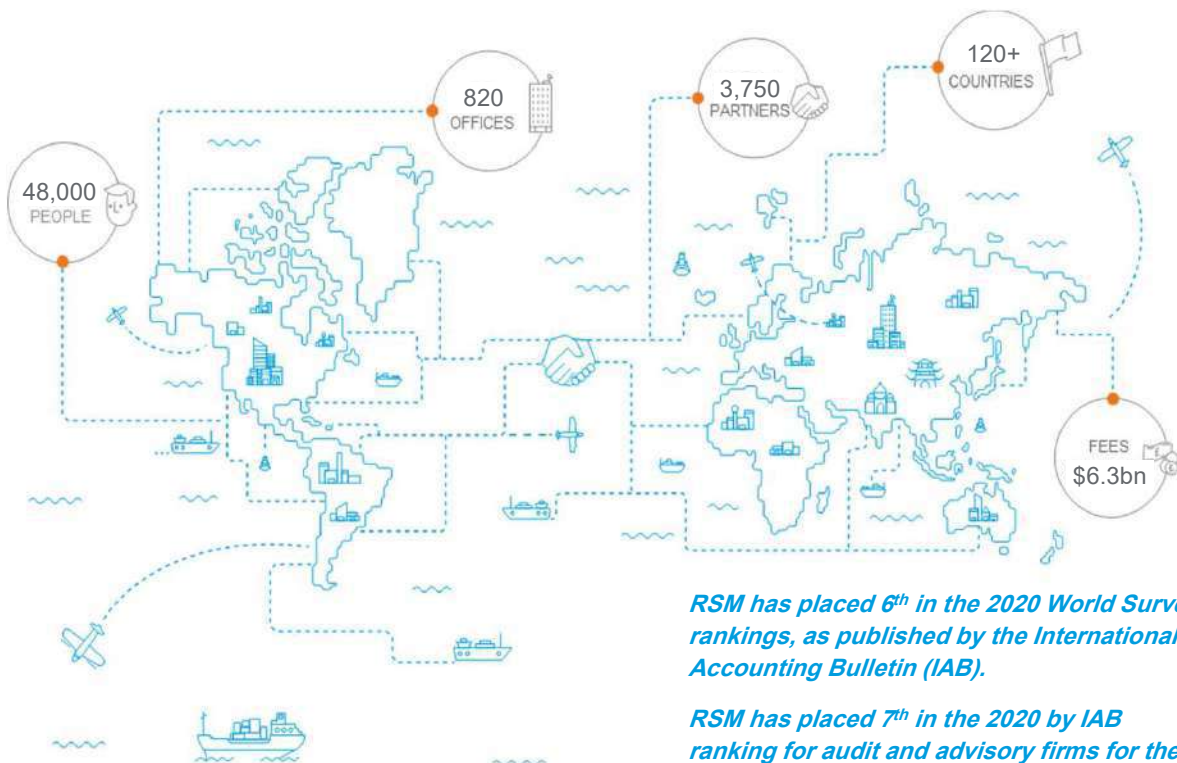 120+
COUNTRIES
820
OFFICES
3,750
PARTNERS
48,000
PEOPLE
FEES
$6.3bn
RSM has placed 6th in the 2020 World Surve
rankings, as published by the International
Accounting Bulletin (IAB).
RSM has placed 7th in the 2020 by IAB
ranking for audit and advisory firms for the